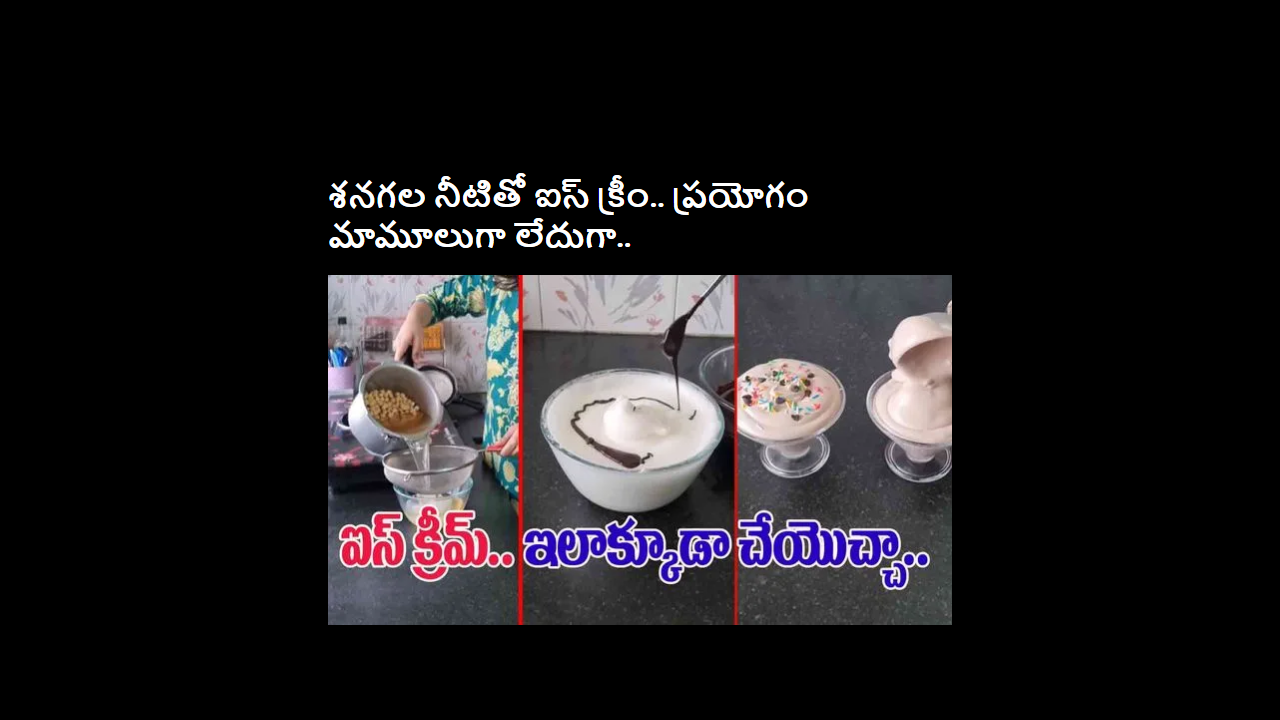 శనగల నీటితో ఐస్ క్రీం.. ప్రయోగం
మామూలుగా లేదుగా..
ఐస్ క్రీమ్.. ఇలాక్కూడా చేయొచ్చా..